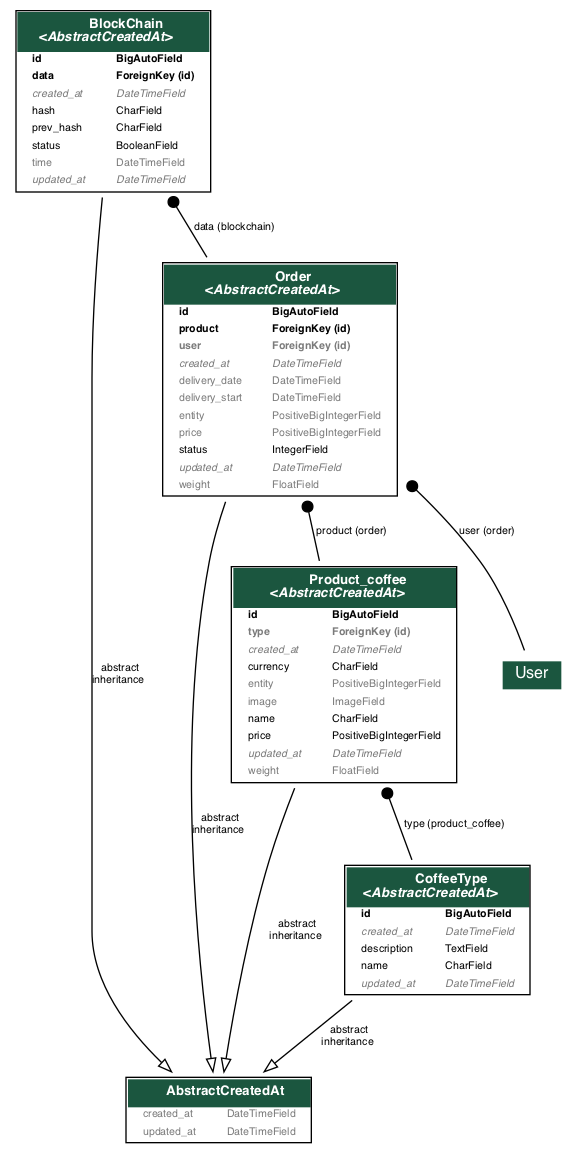 BlockChain
<AbstractCreatedAt>
id BigAutoField
data ForeignKey (id)
created_at DateTimeField
hash CharField
prev_hash CharField
status BooleanField
time DateTimeField
updated_at DateTimeField
data (blockchain)
Order
<AbstractCreatedAt>
id BigAutoField
product ForeignKey (id)
user ForeignKey (id)
created_at DateTimeField
delivery_date DateTimeField
delivery_start DateTimeField
entity PositiveBigIntegerField
price PositiveBigIntegerField
status IntegerField
updated_at DateTimeField
weight FloatField
product (order)
user (order)
Product_coffee
<AbstractCreatedAt>
id BigAutoField
type ForeignKey (id)
created_at DateTimeField
currency CharField
entity PositiveBigIntegerField
image ImageField
name CharField
price PositiveBigIntegerField
updated_at DateTimeField
weight FloatField
User
abstract
inheritance
abstract
inheritance
type (product_coffee)
CoffeeType
<AbstractCreatedAt>
id BigAutoField
created_at DateTimeField
description TextField
name CharField
updated_at DateTimeField
abstract
inheritance
abstract
inheritance
AbstractCreatedAt
created_at DateTimeField
updated_at DateTimeField